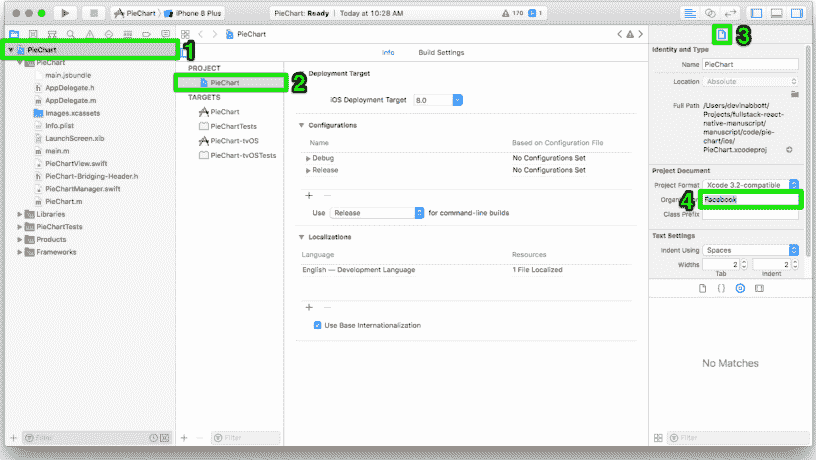 PieChart
iPhone 8 Plus
PieChart: Ready
Today at 10:28 AM
170
1
PieChart
1
PieChart
main.jsbundle
AppDelegate.h
AppDelegate.m
Images.xcassets
Info.plist
LaunchScreen.xib
main.m
PieChartView.swift
PieChart-Bridging-Header.h
PieChartManager.swift
PieChart.m
Libraries
PieChartTests
Products
Frameworks
Filter
PieChart
PROJECT
PieChart
2
TARGETS
PieChart
PieChartTests
PieChart-tvOS
PieChart-tvOSTests
Filter
Info
Build Settings
Deployment Target
iOS Deployment Target
8.0
Configurations
Name
Based on Configuration File
Debug
No Configurations Set
Release
No Configurations Set
Use
Release
for command-line builds
Localizations
Language
Resources
English — Development Language
1 File Localized
Use Base Internationalization
3
Identity and Type
Name
PieChart
Location
Absolute
Full Path
/Users/devinabbott/
Projects/fullstack-react-
native-manuscript/
manuscript/code/pie-
chart/ios/
PieChart.xcodeproj
Project Document
Project Format
Xcode 3.2-compatible
4
Facebook
Class Prefix
Text Settings
Indent Using
Spaces
Widths
2
2
Tab
Indent
No Matches
Filter